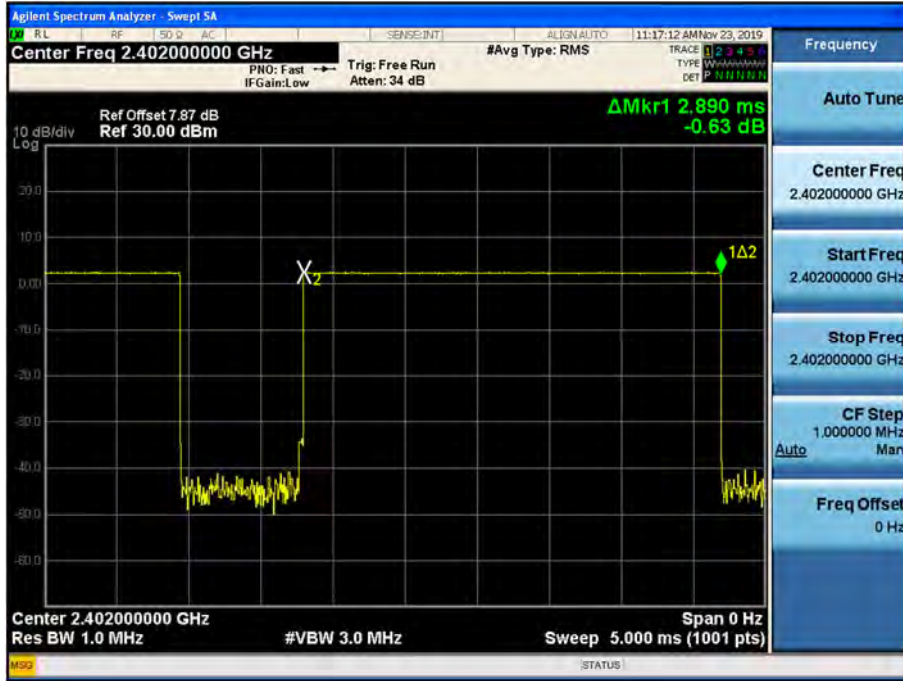 Agilent Spectrum Analyzer - Swept SA
LXI RL RF 50 Ω AC SENSE:INT ALIGN AUTO 11:17:12 AM Nov 23, 2019
Center Freq 2.402000000 GHz #Avg Type: RMS TRACE 1 2 3 4 5 6
PNO: Fast Trig: Free Run TYPE W
IFGain:Low Atten: 34 dB DET P N N N N N
Frequency
Auto Tune
Center Freq
2.402000000 GHz
Start Freq
2.402000000 GHz
Stop Freq
2.402000000 GHz
CF Step
1.000000 MHz
Auto Man
Freq Offset
0 Hz
ΔMkr1 2.890 ms
-0.63 dB
Ref Offset 7.87 dB
10 dB/div Ref 30.00 dBm
Log
20.0
10.0
0.00
-10.0
-20.0
-30.0
-40.0
-50.0
-60.0
1Δ2
X2
Center 2.402000000 GHz Span 0 Hz
Res BW 1.0 MHz #VBW 3.0 MHz Sweep 5.000 ms (1001 pts)
MSG STATUS